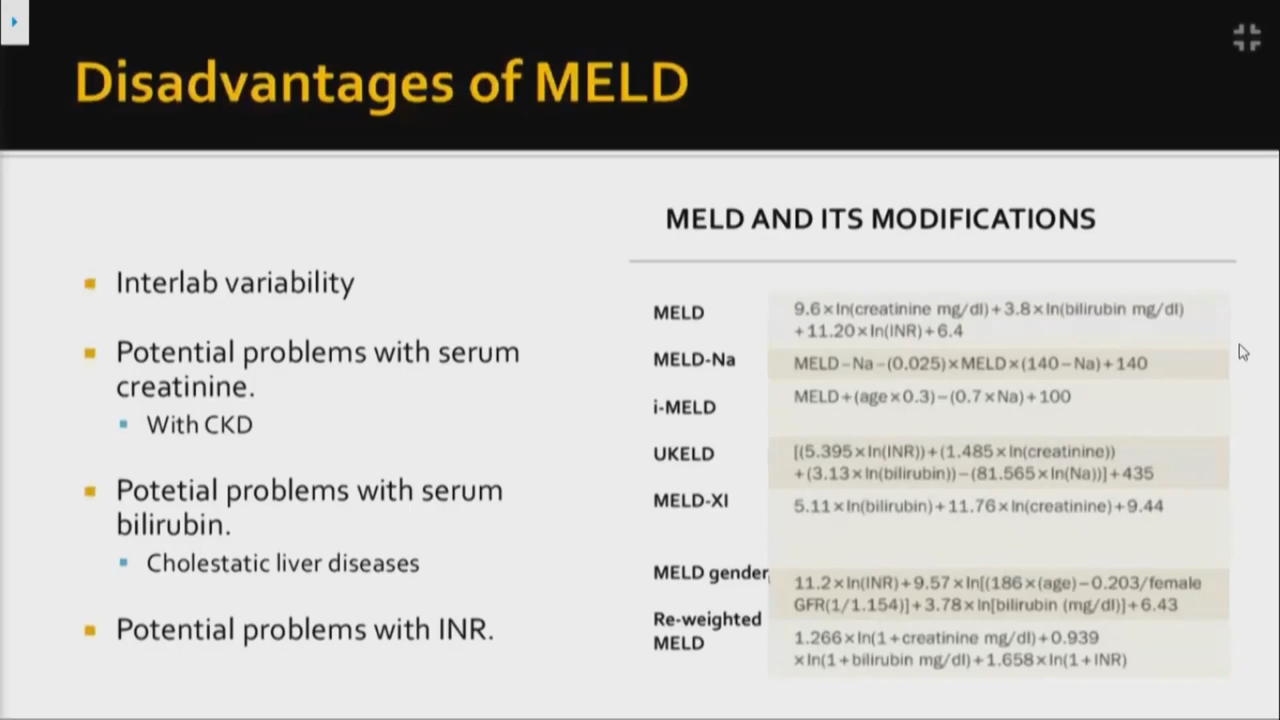 Disadvantages of MELD
Interlab variability
Potential problems with serum
creatinine.
With CKD
Potetial problems with serum
bilirubin.
Cholestatic liver diseases
Potential problems with INR.
MELD AND ITS MODIFICATIONS
MELD
9.6×ln(creatinine mg/dl)+3.8×ln(bilirubin mg/dl)
+11.20×ln(INR)+6.4
MELD-Na
MELD–Na–(0.025)×MELD×(140–Na)+140
i-MELD
MELD+(age×0.3)–(0.7×Na)+100
UKELD
[(5.395×ln(INR))+(1.485×ln(creatinine))
+(3.13×ln(bilirubin))–(81.565×ln(Na))]+435
MELD-XI
5.11×ln(bilirubin)+11.76×ln(creatinine)+9.44
MELD gender
11.2×ln(INR)+9.57×ln[(186×(age)–0.203/female
GFR(1/1.154)]+3.78×ln[bilirubin (mg/dl)]+6.43
Re-weighted
MELD
1.266×ln(1+creatinine mg/dl)+0.939
×ln(1+bilirubin mg/dl)+1.658×ln(1+INR)